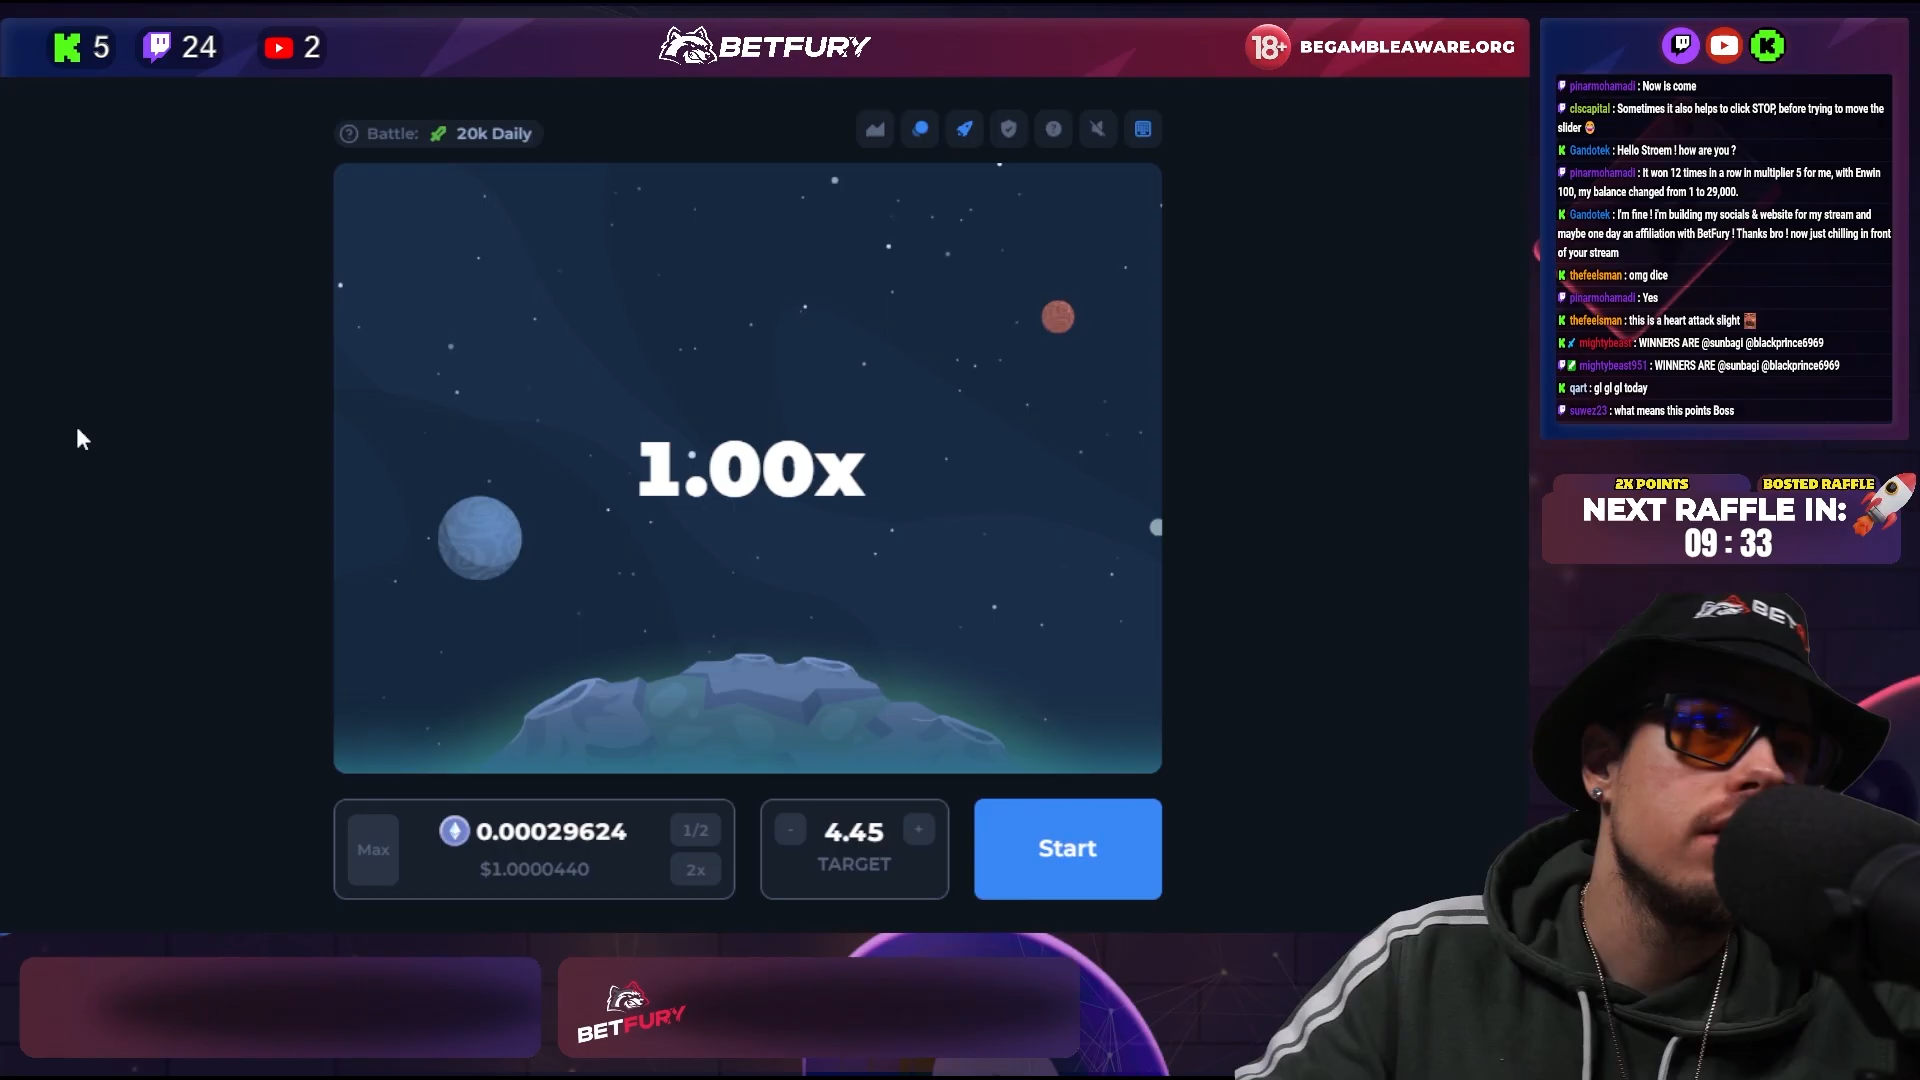 5
24
2
BETFURY
18+ BEGAMBLEAWARE.ORG
Battle: 20k Daily
1.00x
Max
0.00029624
$1.0000440
1/2
2x
-
4.45
+
TARGET
Start
BETFURY
pinarmohamadi : Now is come
clscapital : Sometimes it also helps to click STOP, before trying to move the
slider
Gandotek : Hello Stroem ! how are you ?
pinarmohamadi : It won 12 times in a row in multiplier 5 for me, with Enwin
100, my balance changed from 1 to 29,000.
Gandotek : I'm fine ! i'm building my socials & website for my stream and
maybe one day an affiliation with BetFury ! Thanks bro ! now just chilling in front
of your stream
thefeelsman : omg dice
pinarmohamadi : Yes
thefeelsman : this is a heart attack slight
mightybeast : WINNERS ARE @sunbagi @blackprince6969
mightybeast951 : WINNERS ARE @sunbagi @blackprince6969
qart : gl gl gl today
suwez23 : what means this points Boss
2X POINTS
BOSTED RAFFLE
NEXT RAFFLE IN:
09 : 33